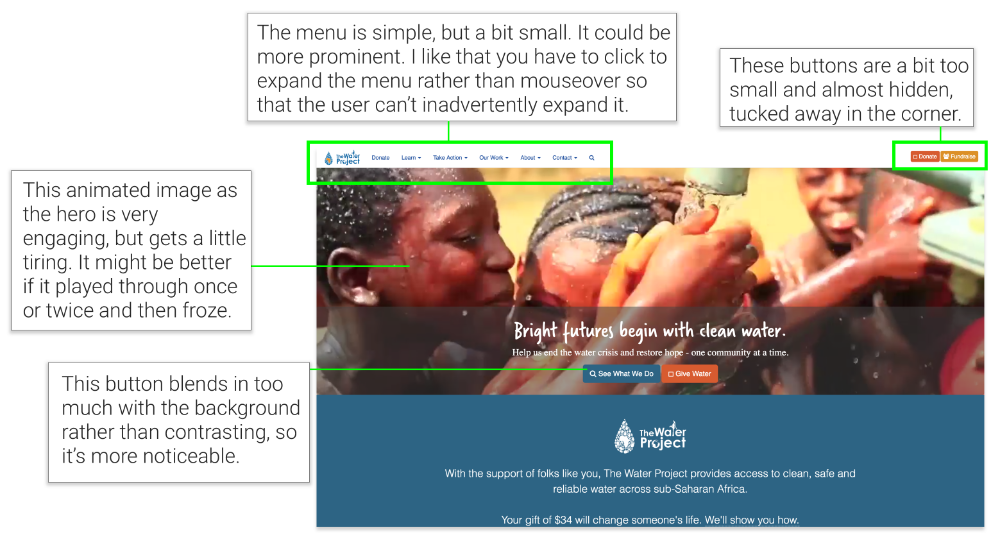 The menu is simple, but a bit small. It could be
more prominent. I like that you have to click to
expand the menu rather than mouseover so
that the user can't inadvertently expand it.
These buttons are a bit too
small and almost hidden,
tucked away in the corner.
The Water
Project
Donate
Learn
Take Action
Our Work
About
Contact
Donate
Fundraise
This animated image as
the hero is very
engaging, but gets a little
tiring. It might be better
if it played through once
or twice and then froze.
Bright futures begin with clean water.
Help us end the water crisis and restore hope - one community at a time.
See What We Do
Give Water
This button blends in too
much with the background
rather than contrasting, so
it's more noticeable.
The Water
Project
With the support of folks like you, The Water Project provides access to clean, safe and
reliable water across sub-Saharan Africa.
Your gift of $34 will change someone's life. We'll show you how.